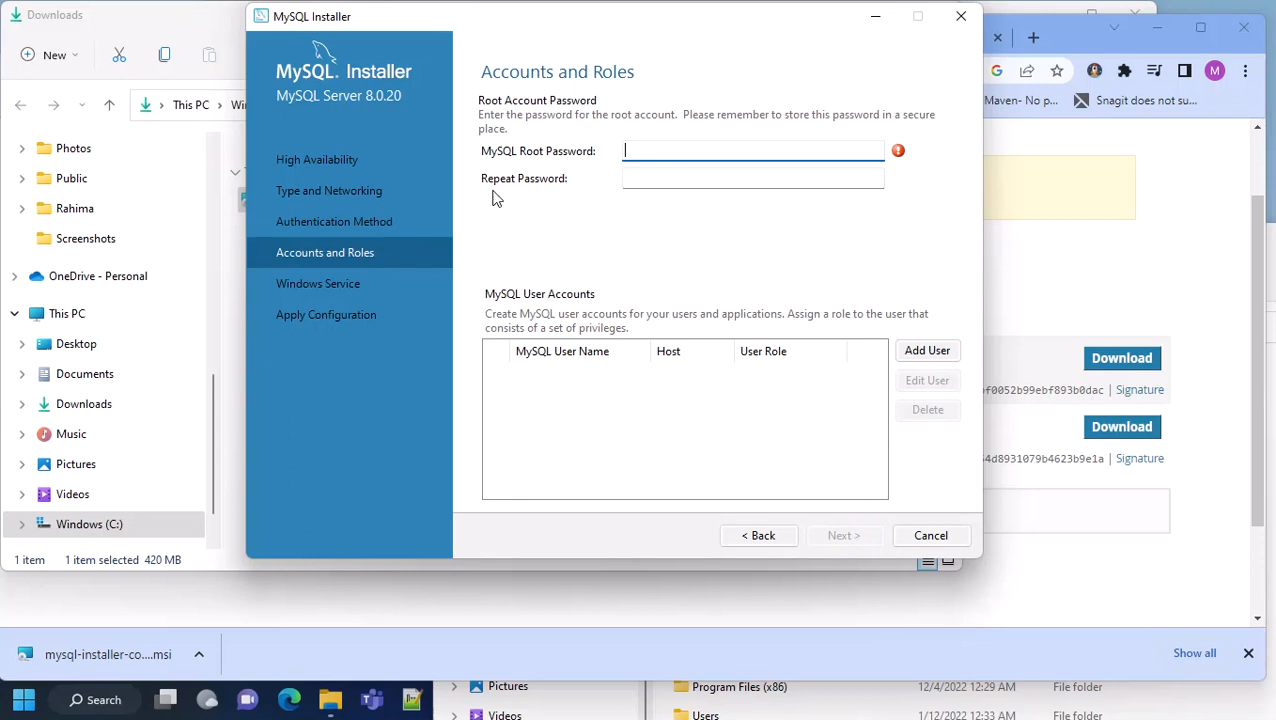 Downloads
MySQL Installer
New
This PC
Win
Photos
Public
Rahima
Screenshots
OneDrive - Personal
This PC
Desktop
Documents
Downloads
Music
Pictures
Videos
Windows (C:)
1 item
1 item selected 420 MB
MySQL. Installer
MySQL Server 8.0.20
High Availability
Type and Networking
Authentication Method
Accounts and Roles
Windows Service
Apply Configuration
Accounts and Roles
Root Account Password
Enter the password for the root account. Please remember to store this password in a secure
place.
MySQL Root Password:
Repeat Password:
MySQL User Accounts
Create MySQL user accounts for your users and applications. Assign a role to the user that
consists of a set of privileges.
MySQL User Name
Host
User Role
Add User
Edit User
Delete
< Back
Next >
Cancel
M
Maven- No p...
Snagit does not su...
Download
f0052b99ebf893b0dac | Signature
Download
4d8931079b4623b9e1a | Signature
mysql-installer-co....msi
Show all
Search
Pictures
Videos
Program Files (x86)
12/4/2022 12:29 AM
File folder
Users
1/12/2022 12:33 AM
File folder